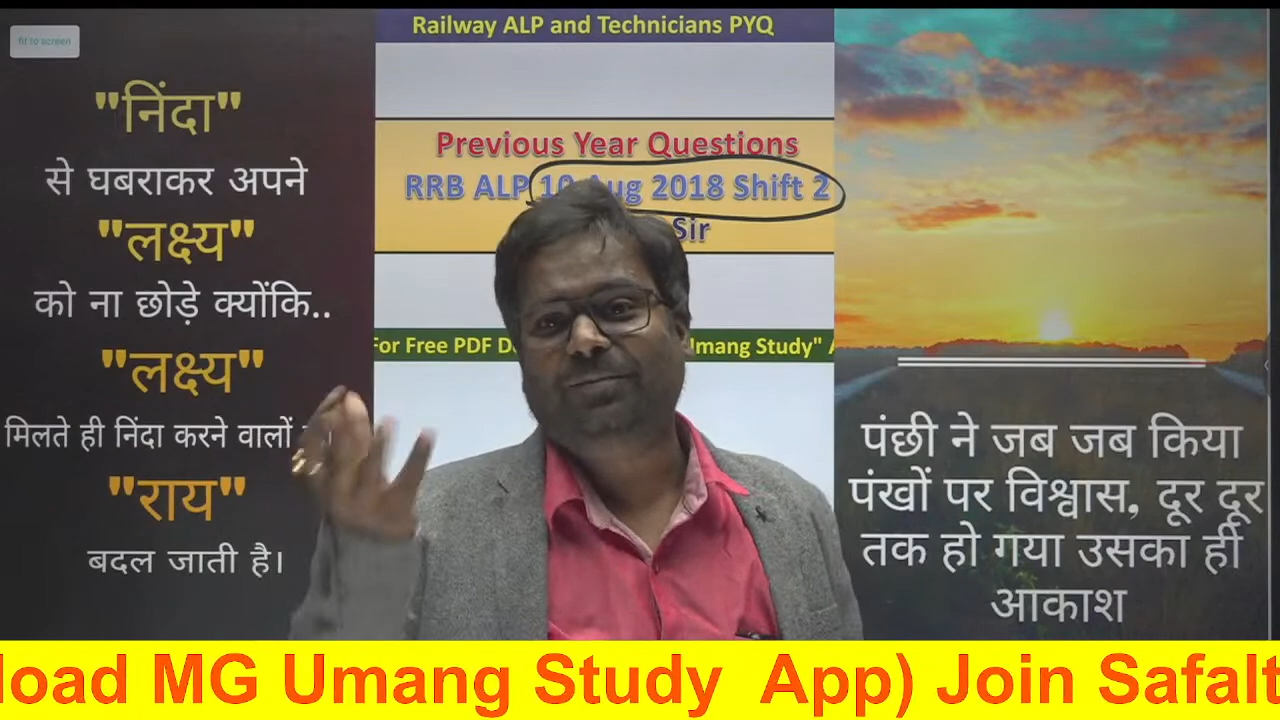 fit to screen
"निंदा"
से घबराकर अपने
"लक्ष्य"
को ना छोड़े क्योंकि..
"लक्ष्य"
मिलते ही निंदा करने वालों
"राय"
बदल जाती है।
Railway ALP and Technicians PYQ
Previous Year Questions
RRB ALP 10 Aug 2018 Shift 2
Sir
For Free PDF Umang Study"
पंछी ने जब जब किया
पंखों पर विश्वास, दूर दूर
तक हो गया उसका ही
आकाश
load MG Umang Study App) Join Safalt